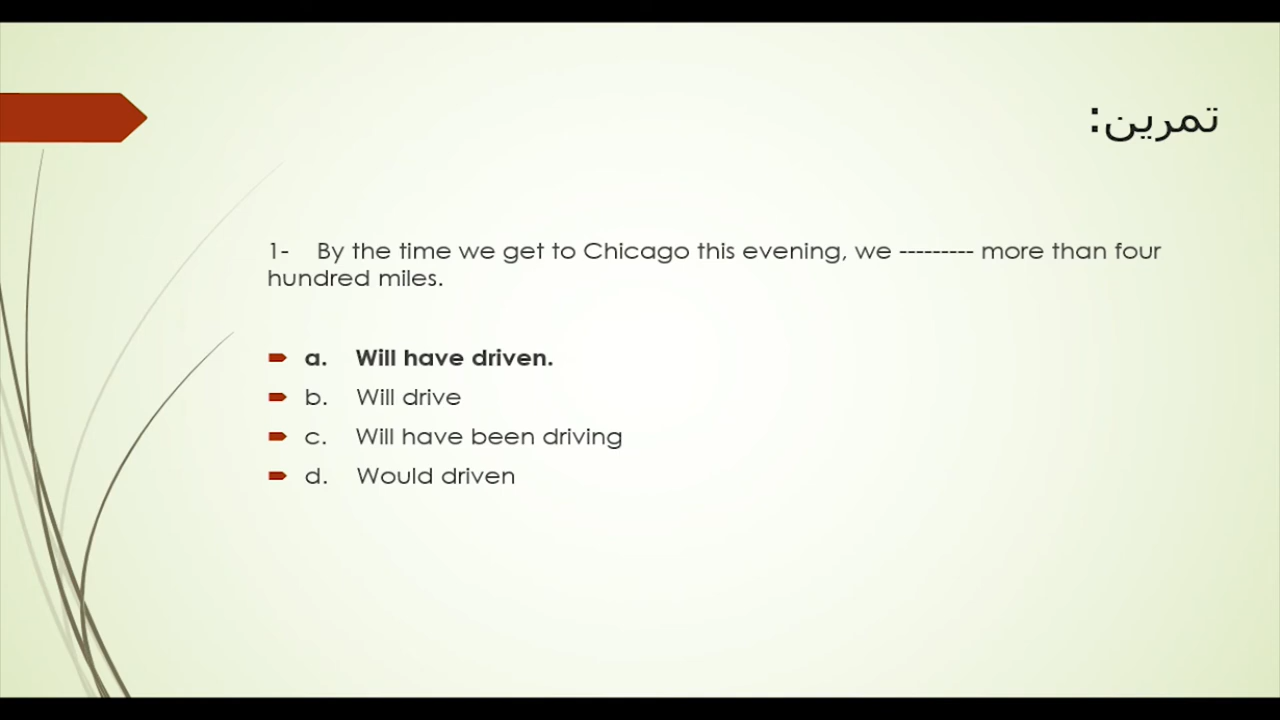 تمرین:
1- By the time we get to Chicago this evening, we --------- more than four
hundred miles.
a. Will have driven.
b. Will drive
c. Will have been driving
d. Would driven